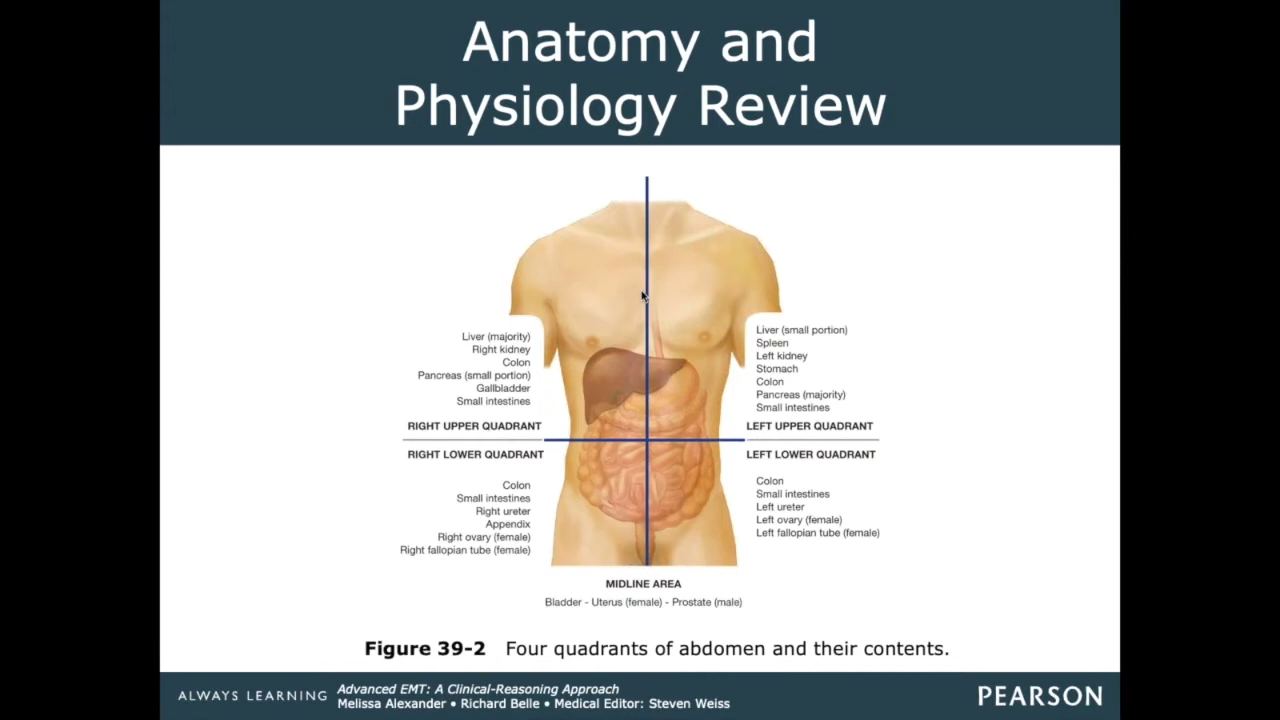 Anatomy and
Physiology Review
Liver (majority)
Right kidney
Colon
Pancreas (small portion)
Gallbladder
Small intestines
RIGHT UPPER QUADRANT
Liver (small portion)
Spleen
Left kidney
Stomach
Colon
Pancreas (majority)
Small intestines
LEFT UPPER QUADRANT
RIGHT LOWER QUADRANT
Colon
Small intestines
Right ureter
Appendix
Right ovary (female)
Right fallopian tube (female)
LEFT LOWER QUADRANT
Colon
Small intestines
Left ureter
Left ovary (female)
Left fallopian tube (female)
MIDLINE AREA
Bladder - Uterus (female) - Prostate (male)
Figure 39-2 Four quadrants of abdomen and their contents.
ALWAYS LEARNING
Advanced EMT: A Clinical-Reasoning Approach
Melissa Alexander • Richard Belle • Medical Editor: Steven Weiss
PEARSON